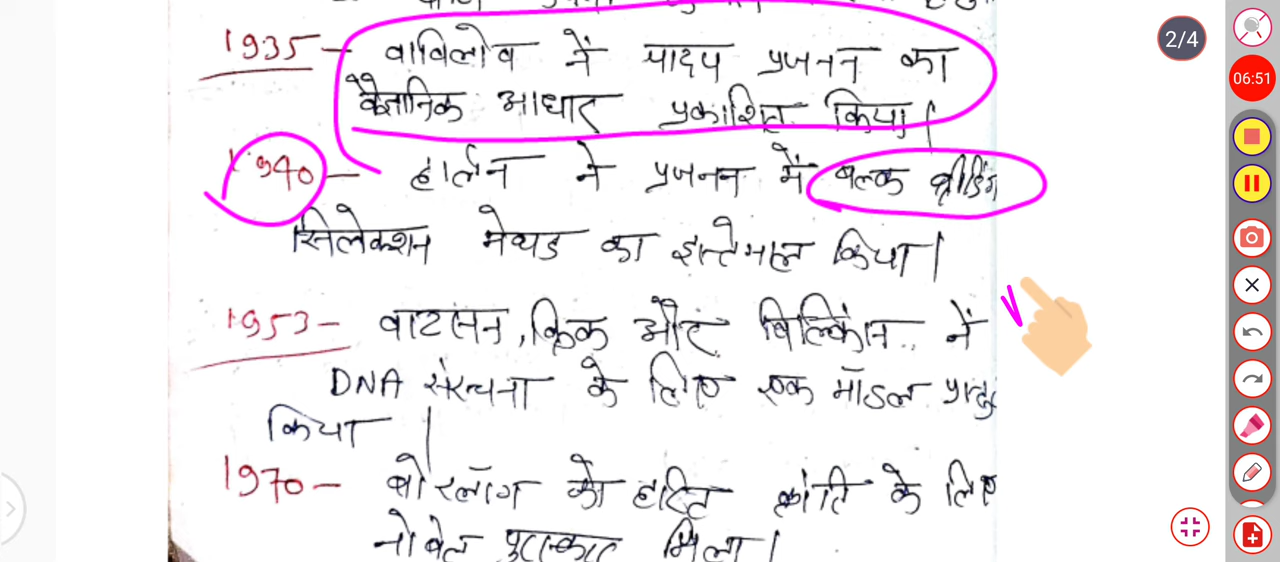 2/4
06:51
1935 - वाविलोव नें पादप प्रजनन का
वैज्ञानिक आधार प्रकाशित किया।
1940 - हार्लन ने प्रजनन में बल्क ब्रीडिंग
सिलेक्शन मेथड का इस्तेमाल किया।
1953 - वाटसन, क्रिक और विल्किंन नें
DNA संरचना के लिए एक मॉडल
किया।
1970 - बोरलॉग को हरित क्रांति के लिए
नोबेल पुरस्कार मिला।